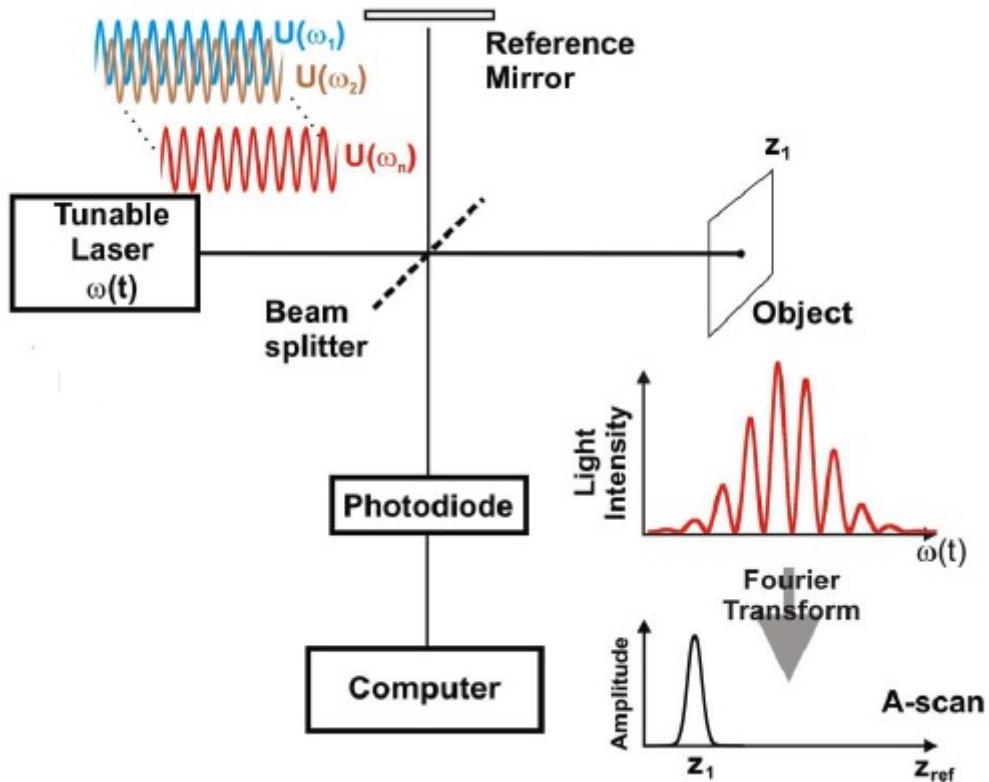 U(ω₁)
U(ω₂)
U(ωₙ)
Reference
Mirror
z₁
Tunable
Laser
ω(t)
Beam
splitter
Object
Light
Intensity
ω(t)
Photodiode
Fourier
Transform
Computer
Amplitude
A-scan
z₁
z_ref